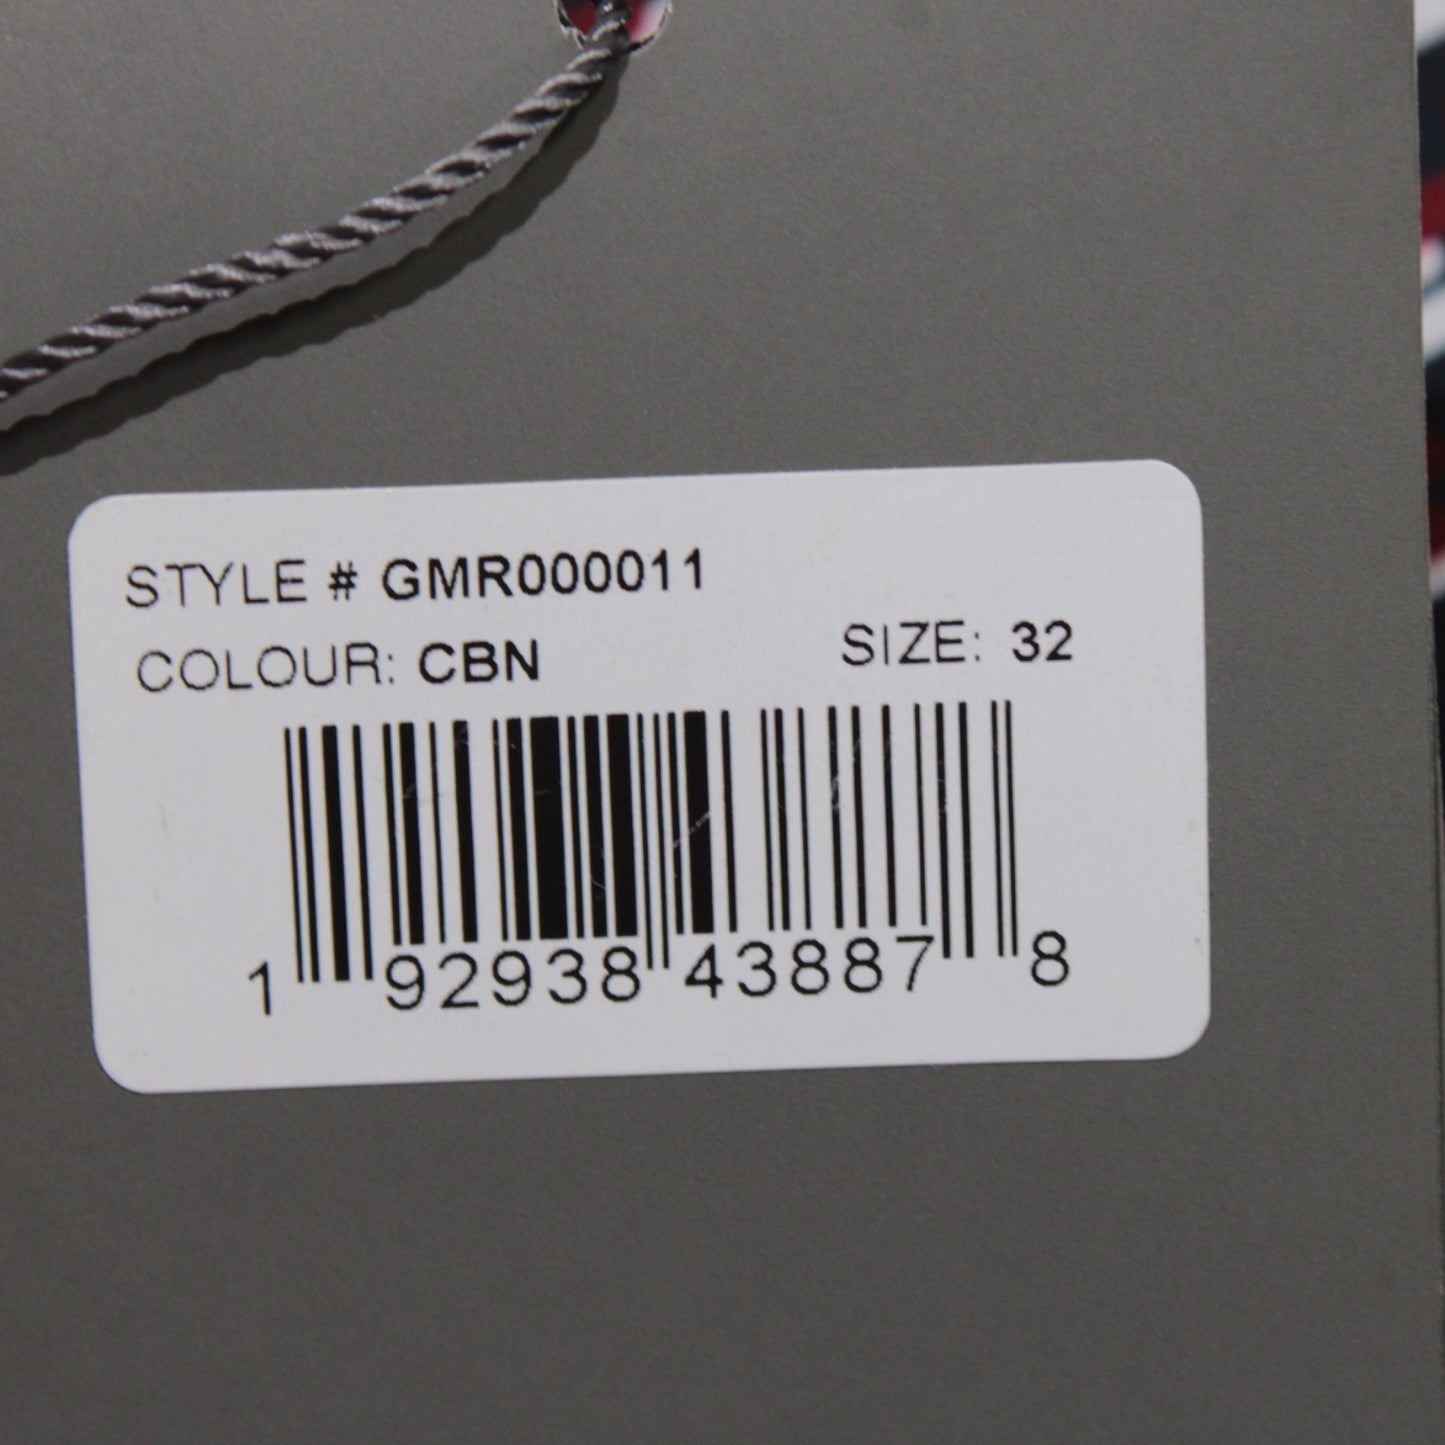 STYLE # GMR000011
COLOUR: CBN SIZE: 32
1 92938 43887 8